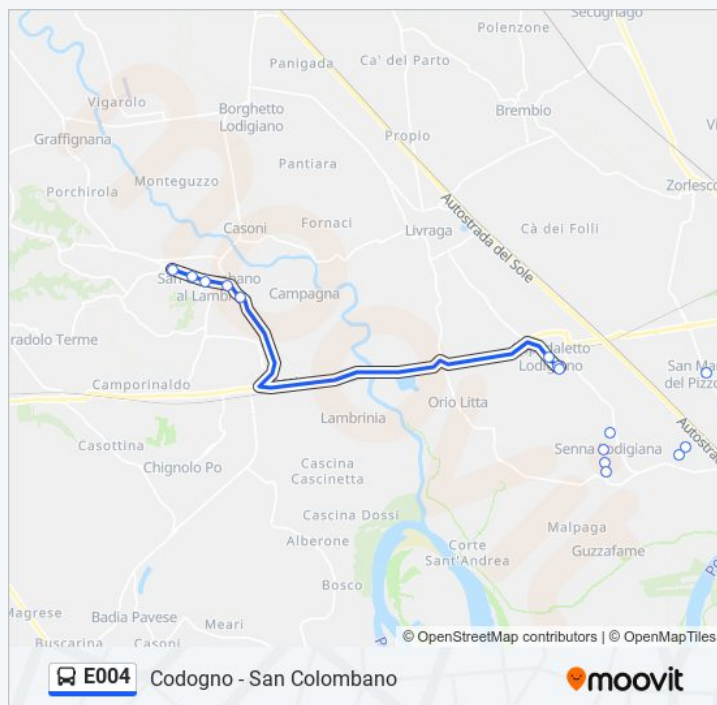 Secugnago
Polenzone
Ca' del Parto
Panigada
Vigarolo
Borghetto
Lodigiano
Brembio
Graffignana
Propio
Pantiara
Monteguzzo
Zorlesco
Porchirola
Fornaci
Casoni
Livraga
Cà dei Folli
Autostrada del Sole
Campagna
al Lambro
Lodigiano
radolo Terme
San Ma
del Pizzo
Camporinaldo
Orio Litta
Lambrinia
Autostra
Casottina
Senna Lodigiana
Chignolo Po
Cascina
Cascinetta
Cascina Dossi
Malpaga
Alberone
Corte
Sant'Andrea
Guzzafame
Bosco
Magrese
Badia Pavese
Meari
Buscarina
Casoni
© OpenStreetMap contributors | © OpenMapTiles
E004
Codogno - San Colombano
moovit